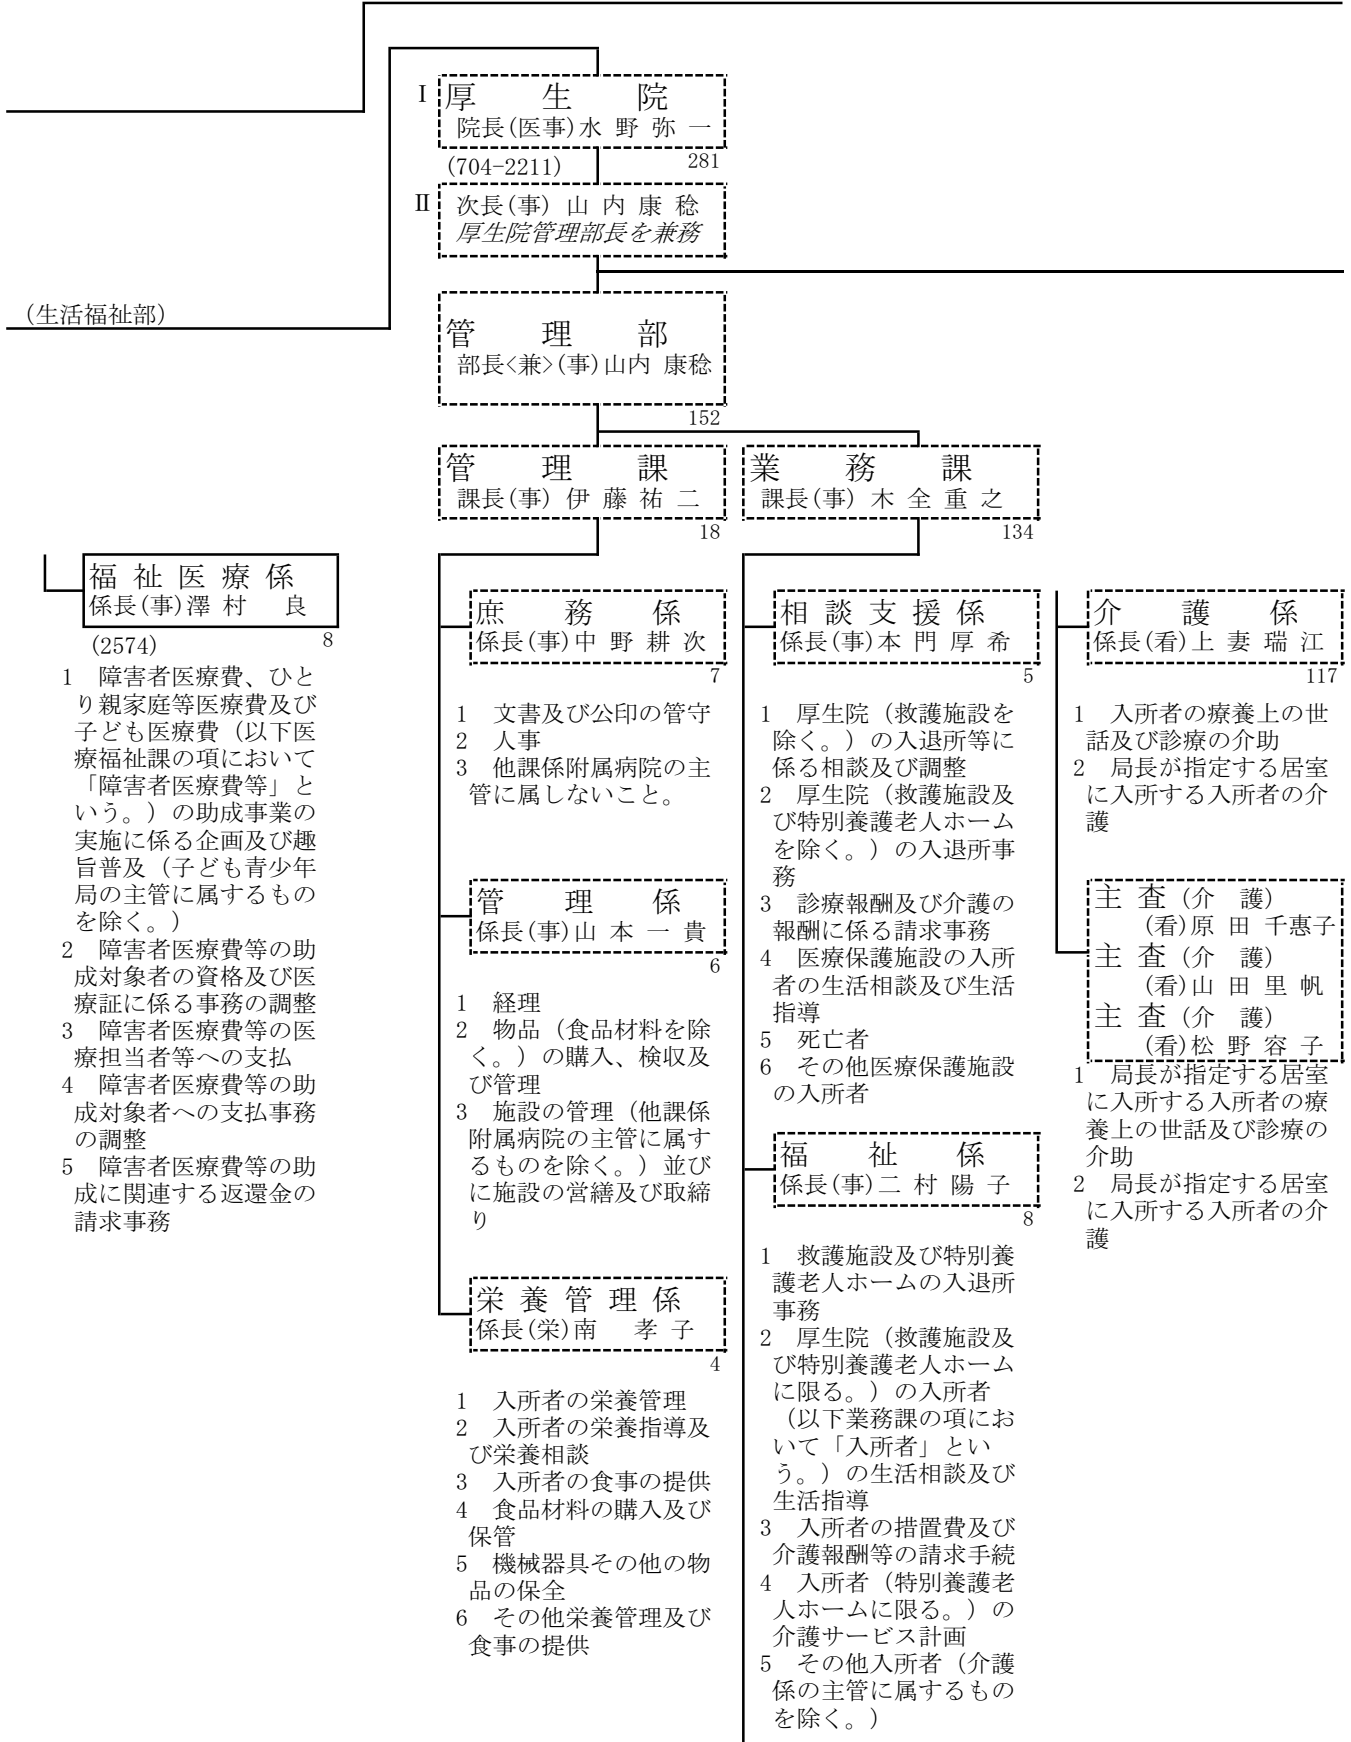 Ⅰ
厚 生 院
院長(医事)水 野 弥 一
(704-2211) 281
Ⅱ
次長(事) 山 内 康 稔
厚生院管理部長を兼務
(生活福祉部)
管 理 部
部長<兼>(事)山内 康稔
152
管 理 課
課長(事) 伊 藤 祐 二
18
業 務 課
課長(事) 木 全 重 之
134
福 祉 医 療 係
係長(事)澤 村 良
(2574) 8
1 障害者医療費、ひと
り親家庭等医療費及び
子ども医療費（以下医
療福祉課の項において
「障害者医療費等」と
いう。）の助成事業の
実施に係る企画及び趣
旨普及（子ども青少年
局の主管に属するもの
を除く。）
2 障害者医療費等の助
成対象者の資格及び医
療証に係る事務の調整
3 障害者医療費等の医
療担当者等への支払
4 障害者医療費等の助
成対象者への支払事務
の調整
5 障害者医療費等の助
成に関連する返還金の
請求事務
庶 務 係
係長(事)中 野 耕 次
7
1 文書及び公印の管守
2 人事
3 他課係附属病院の主
管に属しないこと。
管 理 係
係長(事)山 本 一 貴
6
1 経理
2 物品（食品材料を除
く。）の購入、検収及
び管理
3 施設の管理（他課係
附属病院の主管に属す
るものを除く。）並び
に施設の営繕及び取締
り
栄 養 管 理 係
係長(栄)南 孝 子
4
1 入所者の栄養管理
2 入所者の栄養指導及
び栄養相談
3 入所者の食事の提供
4 食品材料の購入及び
保管
5 機械器具その他の物
品の保全
6 その他栄養管理及び
食事の提供
相 談 支 援 係
係長(事)本 門 厚 希
5
1 厚生院（救護施設を
除く。）の入退所等に
係る相談及び調整
2 厚生院（救護施設及
び特別養護老人ホーム
を除く。）の入退所事
務
3 診療報酬及び介護の
報酬に係る請求事務
4 医療保護施設の入所
者の生活相談及び生活
指導
5 死亡者
6 その他医療保護施設
の入所者
福 祉 係
係長(事)二 村 陽 子
8
1 救護施設及び特別養
護老人ホームの入退所
事務
2 厚生院（救護施設及
び特別養護老人ホーム
に限る。）の入所者
（以下業務課の項にお
いて「入所者」とい
う。）の生活相談及び
生活指導
3 入所者の措置費及び
介護報酬等の請求手続
4 入所者（特別養護老
人ホームに限る。）の
介護サービス計画
5 その他入所者（介護
係の主管に属するもの
を除く。）
介 護 係
係長(看)上 妻 瑞 江
117
1 入所者の療養上の世
話及び診療の介助
2 局長が指定する居室
に入所する入所者の介
護
主 査（介 護）
(看)原 田 千惠子
主 査（介 護）
(看)山 田 里 帆
主 査（介 護）
(看)松 野 容 子
1 局長が指定する居室
に入所する入所者の療
養上の世話及び診療の
介助
2 局長が指定する居室
に入所する入所者の介
護